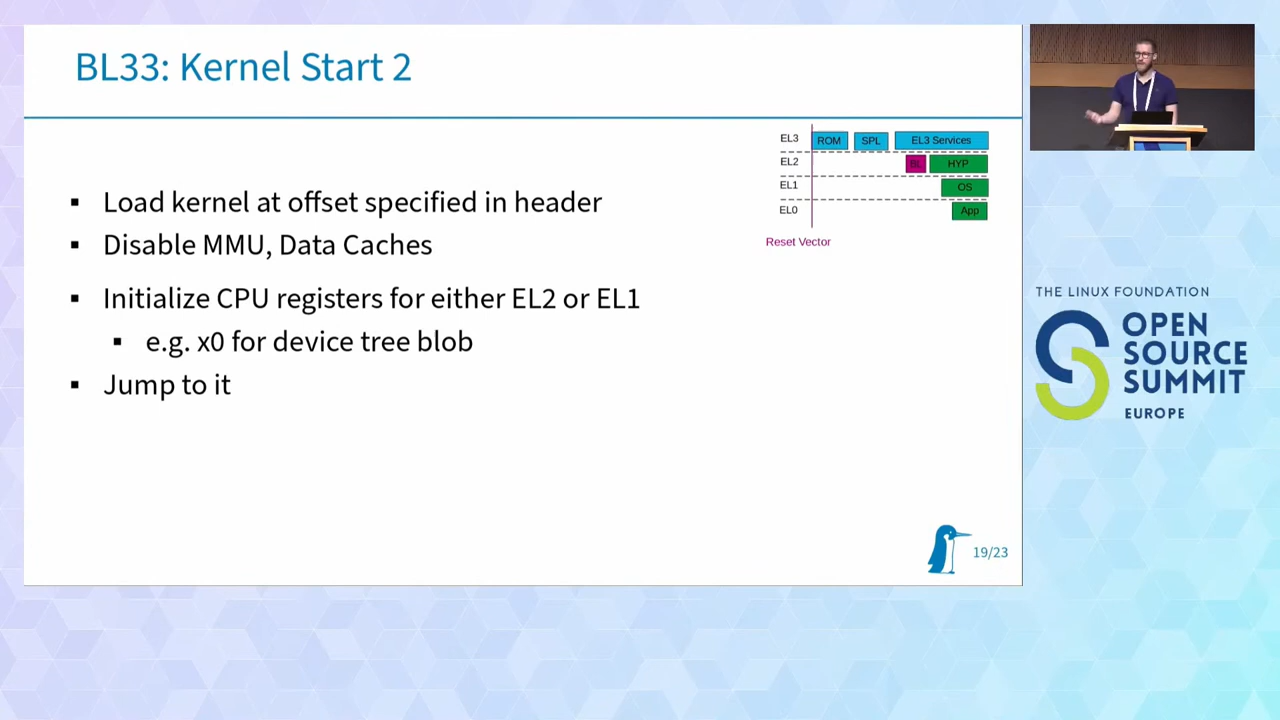 BL33: Kernel Start 2
Load kernel at offset specified in header
Disable MMU, Data Caches
Initialize CPU registers for either EL2 or EL1
e.g. x0 for device tree blob
Jump to it
EL3 ROM SPL EL3 Services
EL2 BL HYP
EL1 OS
EL0 App
Reset Vector
19/23
THE LINUX FOUNDATION
OPEN
SOURCE
SUMMIT
EUROPE